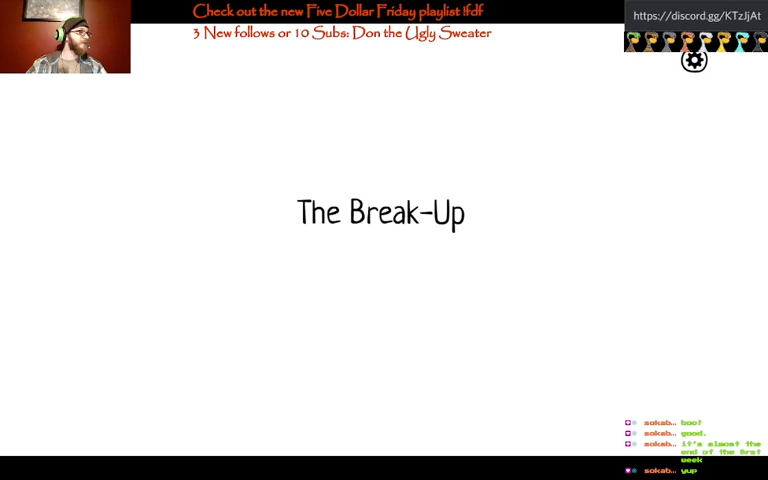 Check out the new Five Dollar Friday playlist !fdf
3 New follows or 10 Subs: Don the Ugly Sweater
https://discord.gg/KTzJjAt
The Break-Up
sokab... boo!
sokab... good.
sokab... it's almost the
end of the first
week
sokab... yup